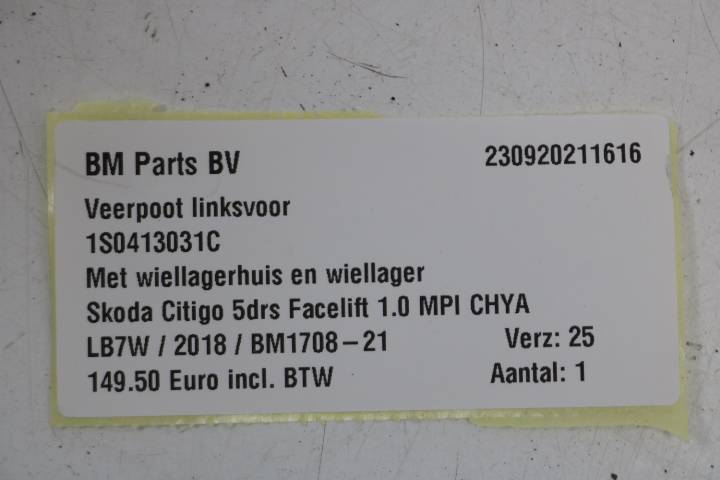 BM Parts BV 230920211616
Veerpoot linksvoor
1S0413031C
Met wiellagerhuis en wiellager
Skoda Citigo 5drs Facelift 1.0 MPI CHYA
LB7W / 2018 / BM1708-21 Verz: 25
149.50 Euro incl. BTW Aantal: 1